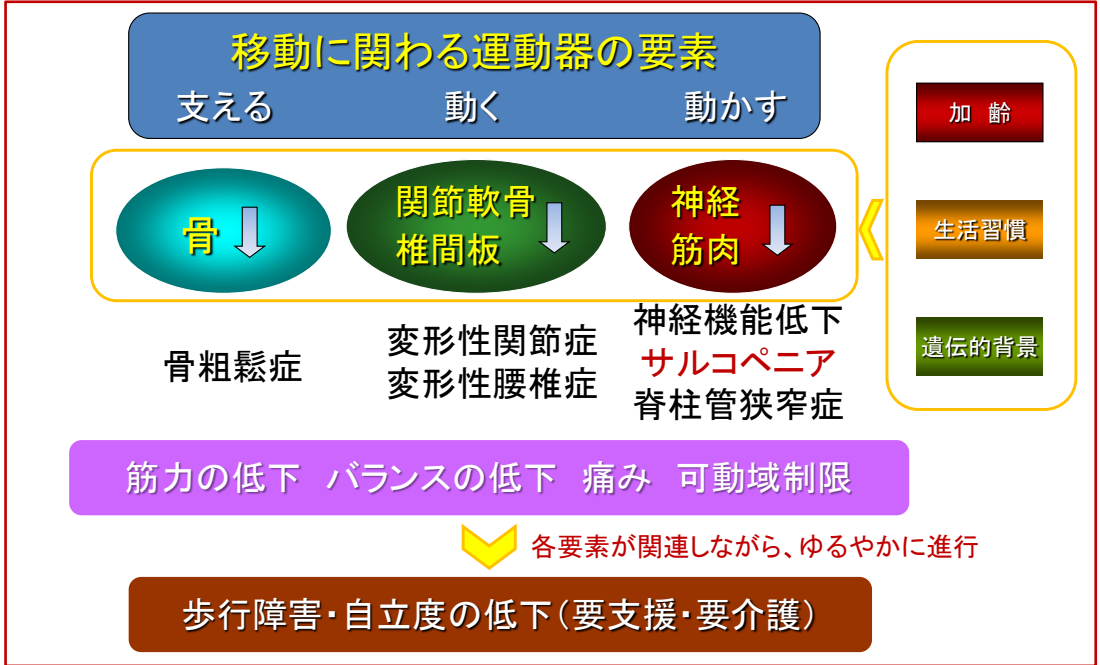 移動に関わる運動器の要素
支える 動く 動かす
骨
関節軟骨
椎間板
神経
筋肉
加 齢
生活習慣
遺伝的背景
骨粗鬆症
変形性関節症
変形性腰椎症
神経機能低下
サルコペニア
脊柱管狭窄症
筋力の低下 バランスの低下 痛み 可動域制限
各要素が関連しながら、ゆるやかに進行
歩行障害・自立度の低下(要支援・要介護)